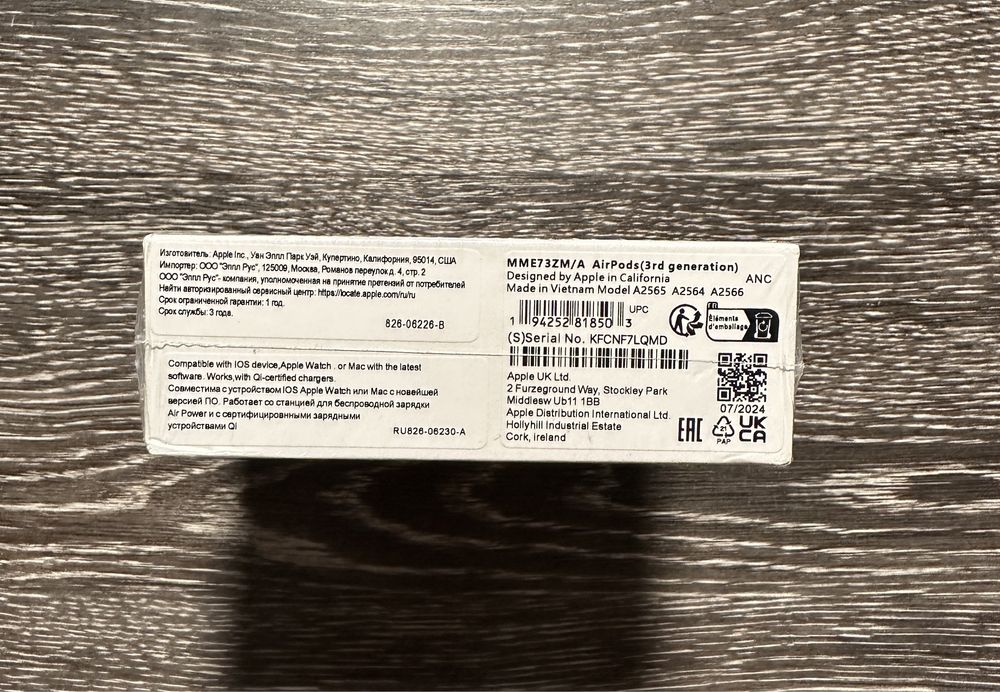 Изготовитель: Apple Inc., Уан Эппл Парк Уэй, Купертино, Калифорния, 95014, США
Импортер: ООО "Эппл Рус", 125009, Москва, Романов переулок д. 4, стр. 2
ООО "Эппл Рус"- компания, уполномоченная на принятие претензий от потребителей
Найти авторизированный сервисный центр: https://locate.apple.com/ru/ru
Срок ограниченной гарантии: 1 год.
Срок службы: 3 года.
826-06226-B
Compatible with IOS device,Apple Watch . or Mac with the latest
software. Works,with Qi-certified chargers.
Совместима с устройством IOS Apple Watch или Mac с новейшей
версией ПО. Работает со станцией для беспроводной зарядки
Air Power и с сертифицированными зарядными
устройствами QI
RU826-06230-A
MME73ZM/A AirPods(3rd generation)
Designed by Apple in California
ANC
Made in Vietnam Model A2565 A2564 A2566
UPC
1 94252 81850 3
(S)Serial No. KFCNF7LQMD
Apple UK Ltd.
2 Furzeground Way, Stockley Park
Middlesw Ub11 1BB
Apple Distribution International Ltd.
Hollyhill Industrial Estate
Cork, ireland
FR
Éléments
d'emballage
07/2024
EAC
21
PAP
UK
CA